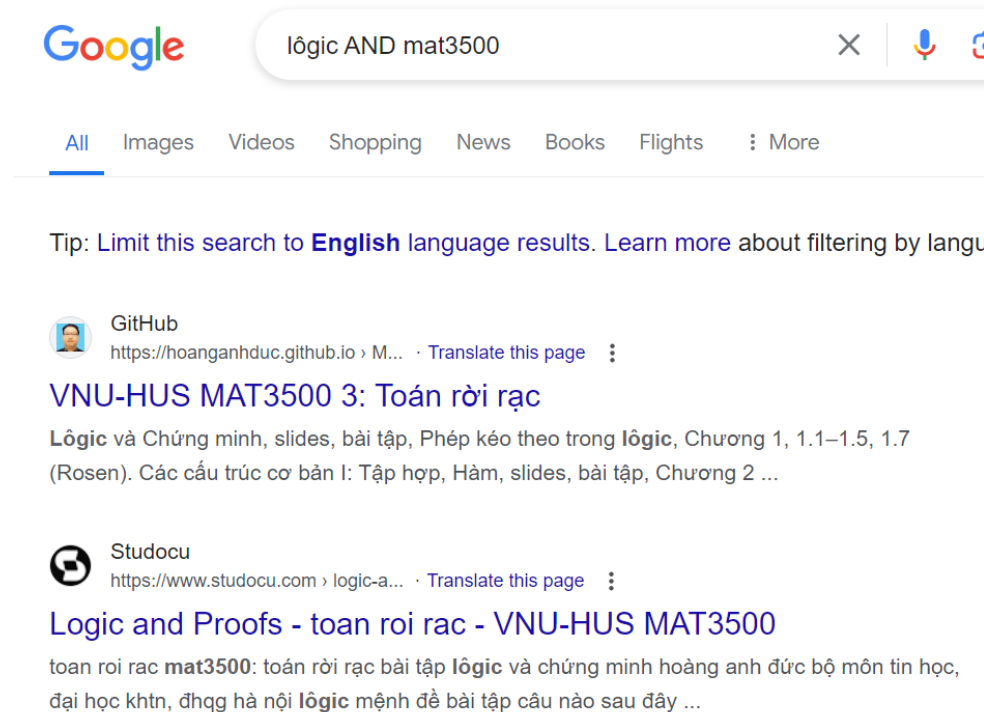 Google
lôgic AND mat3500
All Images Videos Shopping News Books Flights More
Tip: Limit this search to English language results. Learn more about filtering by langu
GitHub
https://hoanganhduc.github.io › M... · Translate this page
VNU-HUS MAT3500 3: Toán rời rạc
Lôgic và Chứng minh, slides, bài tập, Phép kéo theo trong lôgic, Chương 1, 1.1–1.5, 1.7
(Rosen). Các cấu trúc cơ bản I: Tập hợp, Hàm, slides, bài tập, Chương 2 ...
Studocu
https://www.studocu.com › logic-a... · Translate this page
Logic and Proofs - toan roi rac - VNU-HUS MAT3500
toan roi rac mat3500: toán rời rạc bài tập lôgic và chứng minh hoàng anh đức bộ môn tin học,
đại học khtn, đhqg hà nội lôgic mệnh đề bài tập câu nào sau đây ...